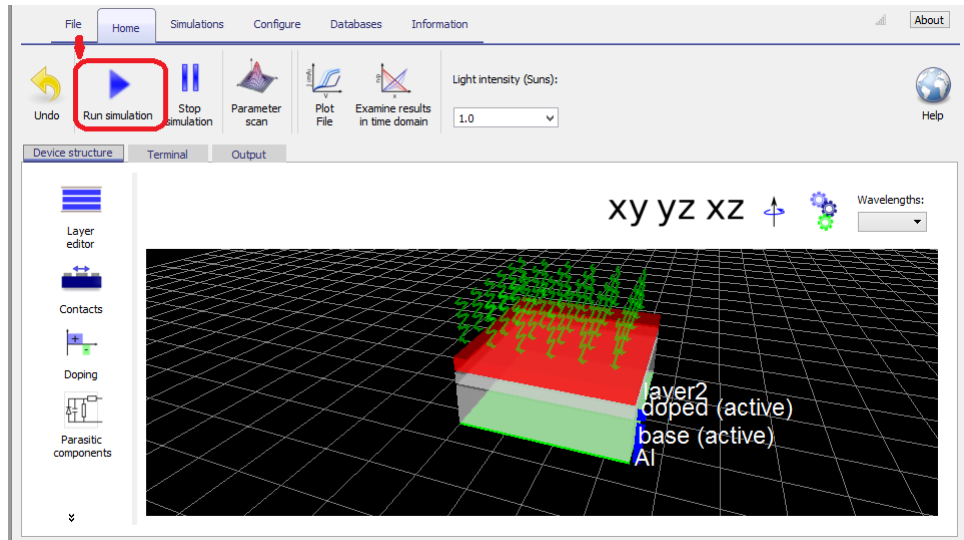 File Home Simulations Configure Databases Information
About
Undo
Run simulation
Stop
simulation
Parameter
scan
Plot
File
Examine results
in time domain
Light intensity (Suns):
1.0
Help
Device structure Terminal Output
Layer
editor
Contacts
Doping
Parasitic
components
xy yz xz
Wavelengths:
layer2
doped (active)
base (active)
Al